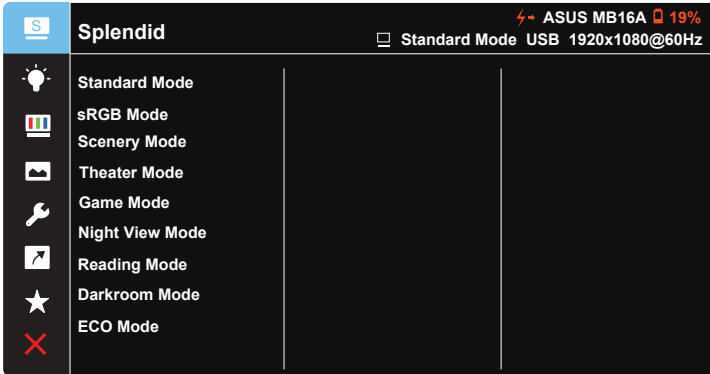 S
Splendid
ASUS MB16A 19%
Standard Mode USB 1920x1080@60Hz
Standard Mode
sRGB Mode
Scenery Mode
Theater Mode
Game Mode
Night View Mode
Reading Mode
Darkroom Mode
ECO Mode